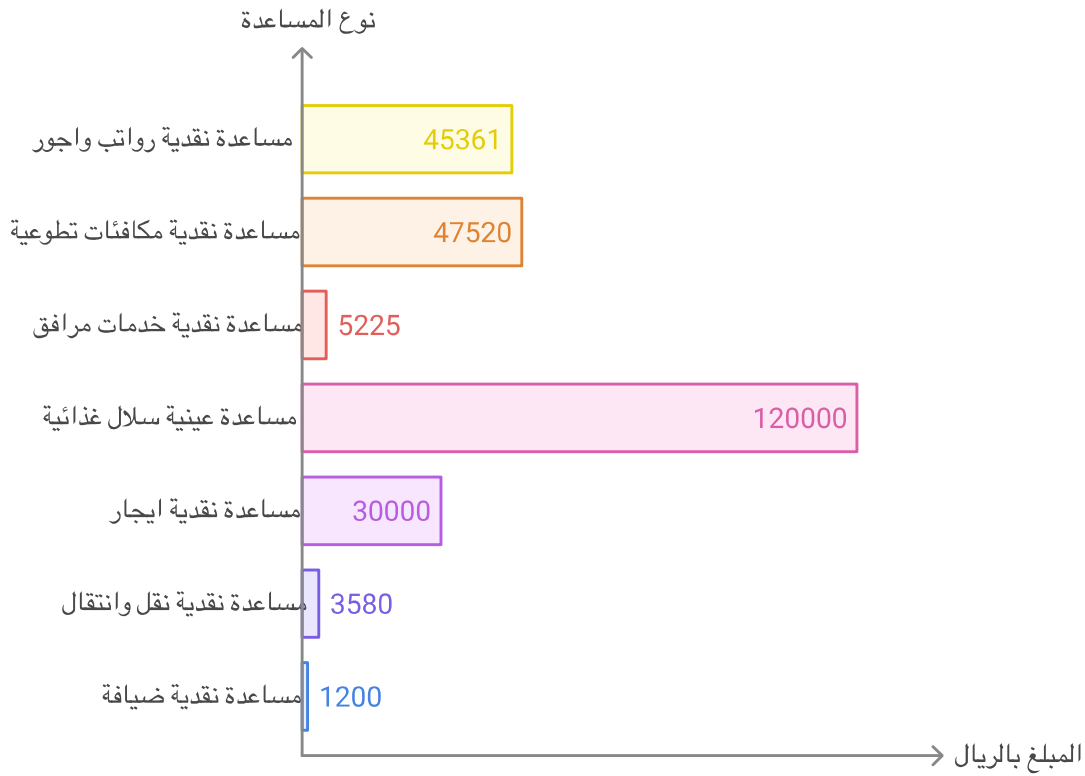 نوع المساعدة
مساعدة نقدية رواتب واجور
45361
مساعدة نقدية مكافئات تطوعية
47520
مساعدة نقدية خدمات مرافق
5225
مساعدة عينية سلال غذائية
120000
مساعدة نقدية ايجار
30000
مساعدة نقدية نقل وانتقال
3580
مساعدة نقدية ضيافة
1200
المبلغ بالريال